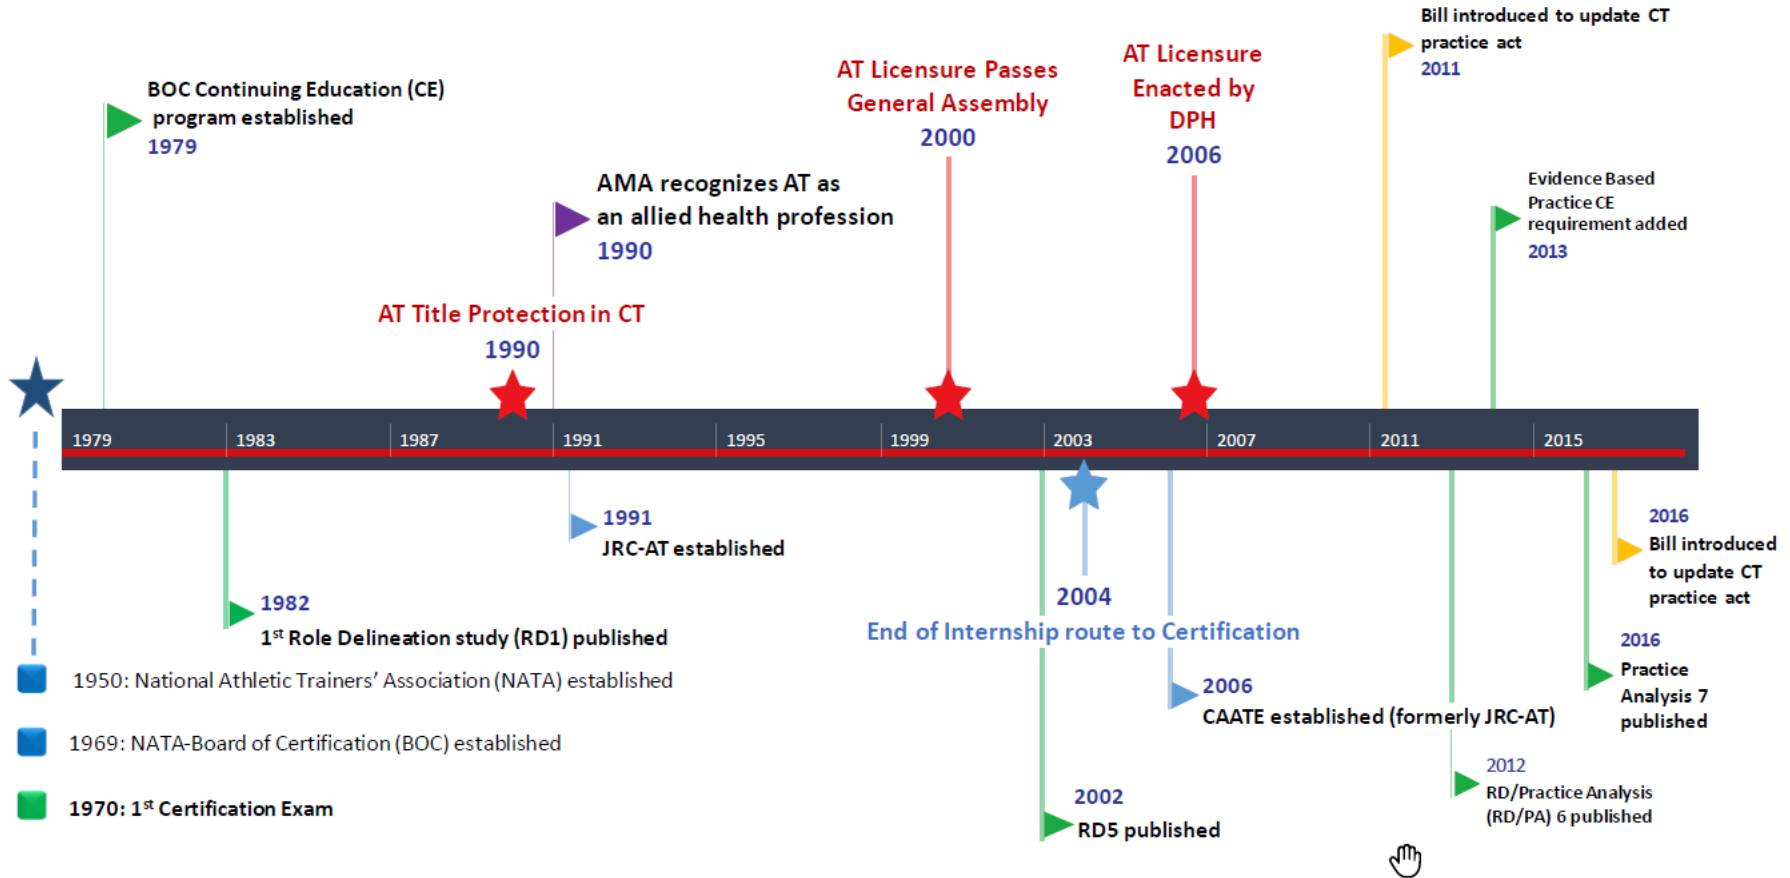 Bill introduced to update CT
practice act
2011
AT Licensure
Enacted by
DPH
2006
AT Licensure Passes
General Assembly
2000
BOC Continuing Education (CE)
program established
1979
AMA recognizes AT as
an allied health profession
1990
Evidence Based
Practice CE
requirement added
2013
AT Title Protection in CT
1990
1979 1983 1987 1991 1995 1999 2003 2007 2011 2015
1991
JRC-AT established
2016
Bill introduced
to update CT
practice act
1982
1st Role Delineation study (RD1) published
2004
End of Internship route to Certification
2016
Practice
Analysis 7
published
1950: National Athletic Trainers’ Association (NATA) established
2006
CAATE established (formerly JRC-AT)
1969: NATA-Board of Certification (BOC) established
2012
RD/Practice Analysis
(RD/PA) 6 published
1970: 1st Certification Exam
2002
RD5 published